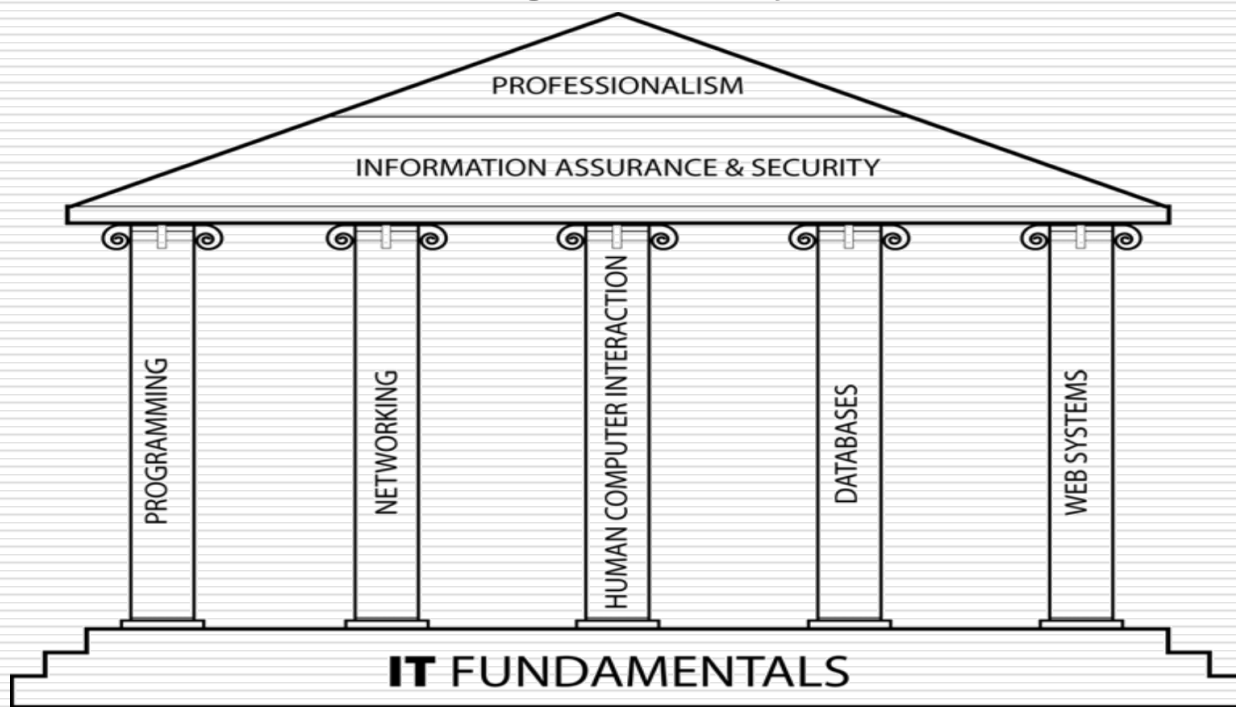 PROFESSIONALISM
INFORMATION ASSURANCE & SECURITY
PROGRAMMING
NETWORKING
HUMAN COMPUTER INTERACTION
DATABASES
WEB SYSTEMS
IT FUNDAMENTALS